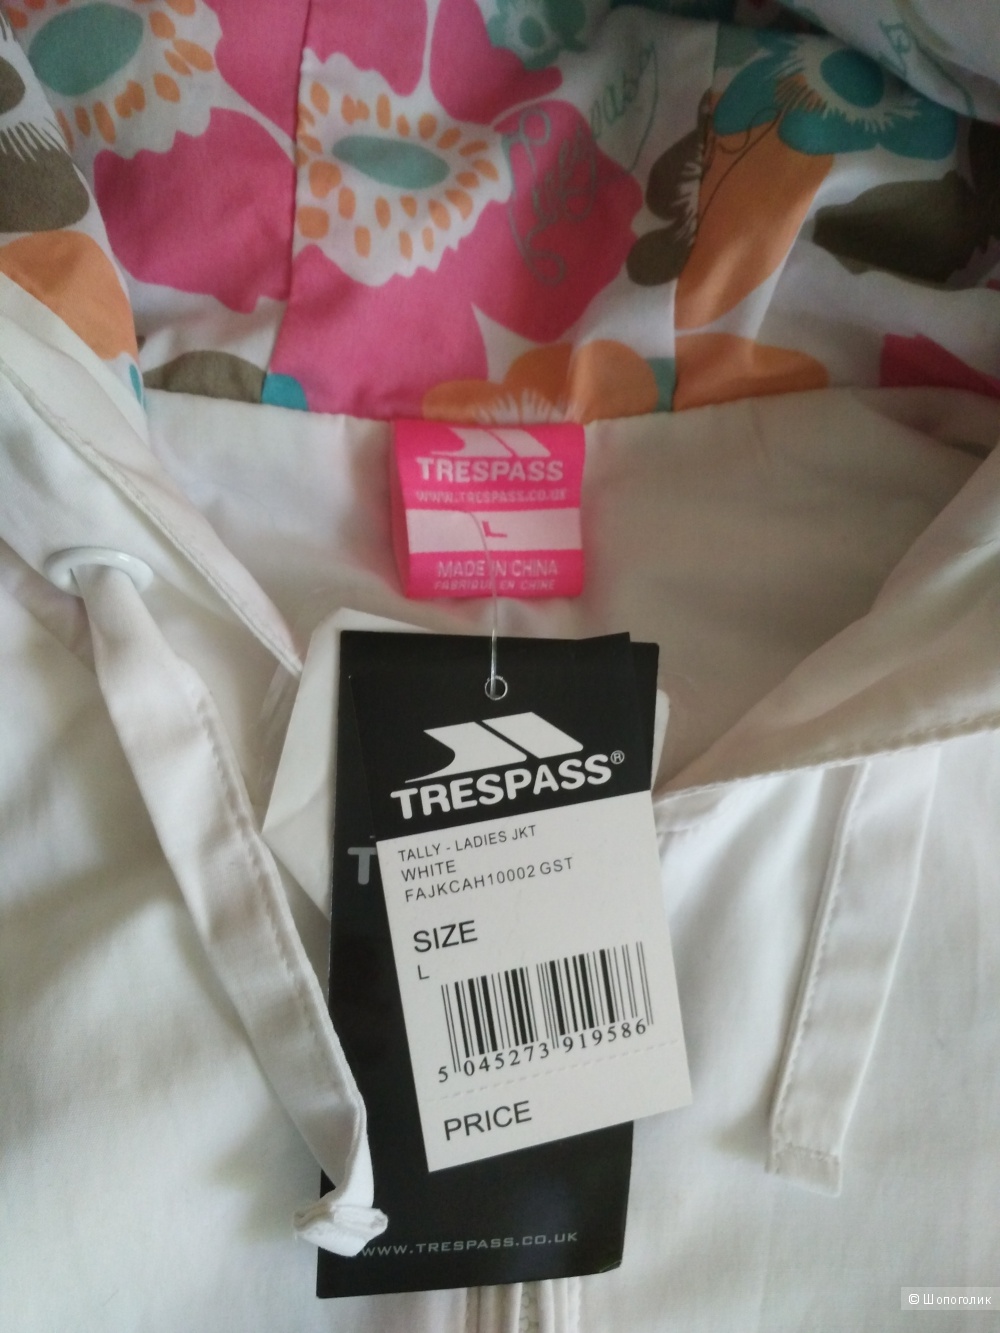 TRESPASS
WWW.TRESPASS.CO.UK
L
MADE IN CHINA
FABRIQUE EN CHINE
TRESPASS®
TALLY - LADIES JKT
WHITE
FAJKCAH10002 GST
SIZE
L
5 045273 919586
PRICE
T
WWW.TRESPASS.CO.UK
© Шопоголик